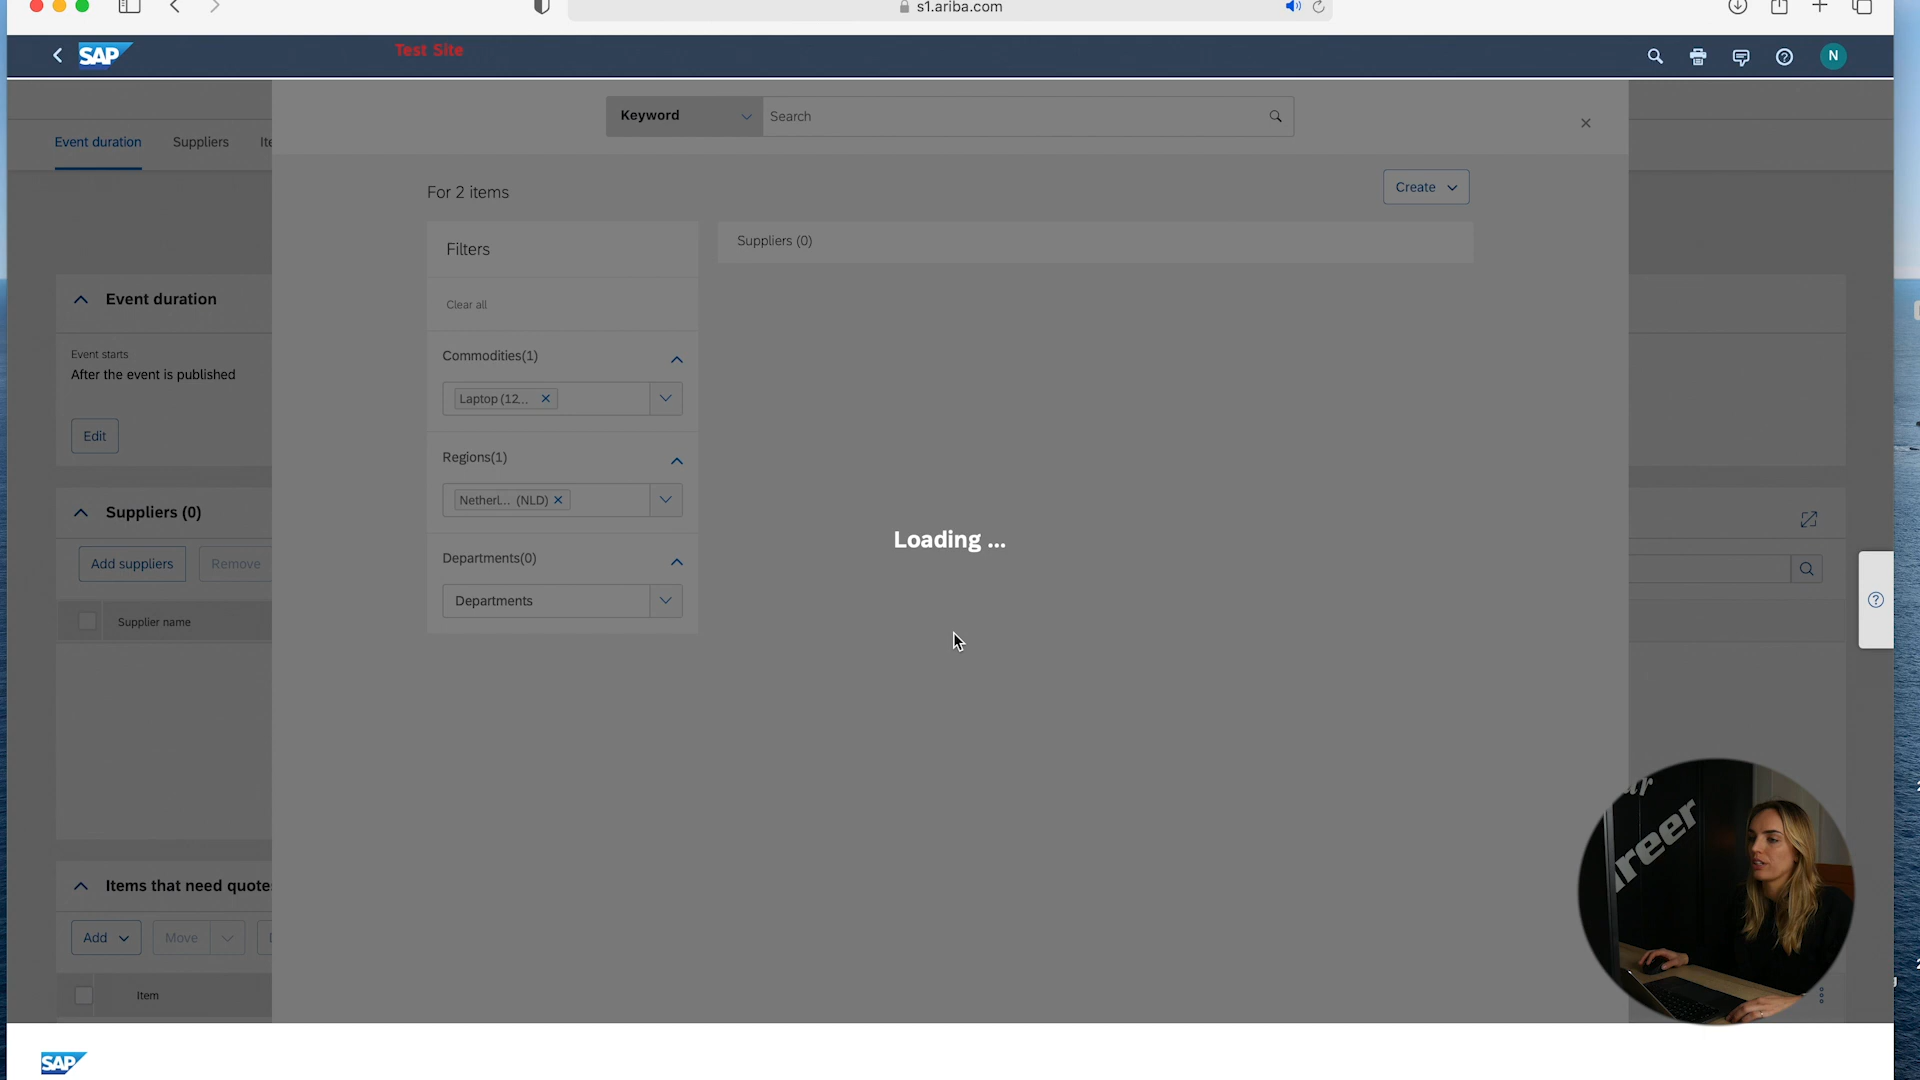 s1.ariba.com
SAP
Test Site
N
Keyword
Search
Event duration
Suppliers
Ite
For 2 items
Create
Filters
Suppliers (0)
Clear all
Event duration
Event starts
After the event is published
Edit
Commodities(1)
Laptop (12...
Regions(1)
Netherl... (NLD)
Suppliers (0)
Add suppliers
Remove
Loading ...
Departments(0)
Departments
Supplier name
Items that need quote
Add
Move
Item
ur
reer
SAP